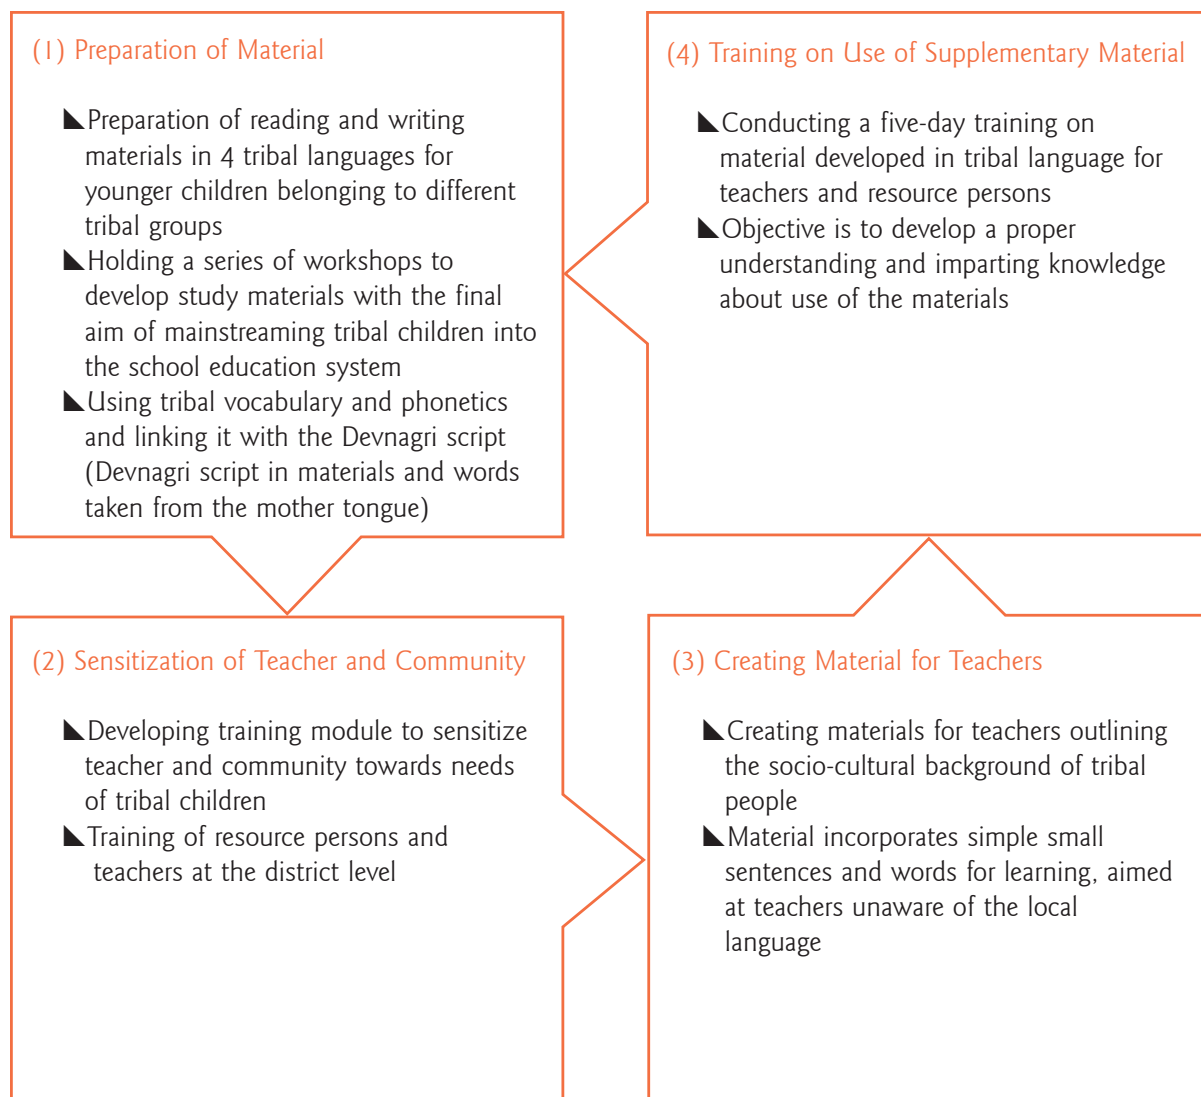 (1) Preparation of Material
◣Preparation of reading and writing
materials in 4 tribal languages for
younger children belonging to different
tribal groups
◣Holding a series of workshops to
develop study materials with the final
aim of mainstreaming tribal children into
the school education system
◣Using tribal vocabulary and phonetics
and linking it with the Devnagri script
(Devnagri script in materials and words
taken from the mother tongue)
(2) Sensitization of Teacher and Community
◣Developing training module to sensitize
teacher and community towards needs
of tribal children
◣Training of resource persons and
teachers at the district level
(3) Creating Material for Teachers
◣Creating materials for teachers outlining
the socio-cultural background of tribal
people
◣Material incorporates simple small
sentences and words for learning, aimed
at teachers unaware of the local
language
(4) Training on Use of Supplementary Material
◣Conducting a five-day training on
material developed in tribal language for
teachers and resource persons
◣Objective is to develop a proper
understanding and imparting knowledge
about use of the materials